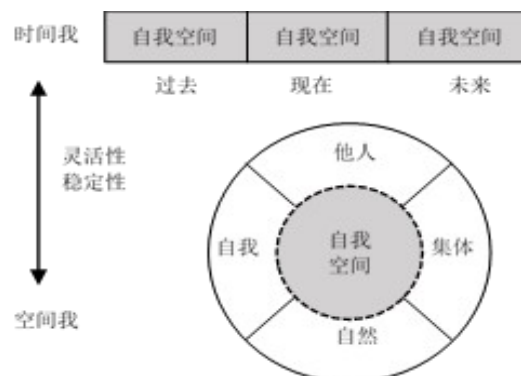 时间我
自我空间 自我空间 自我空间
过去 现在 未来
灵活性
稳定性
他人
自我
自我
空间
集体
自然
空间我